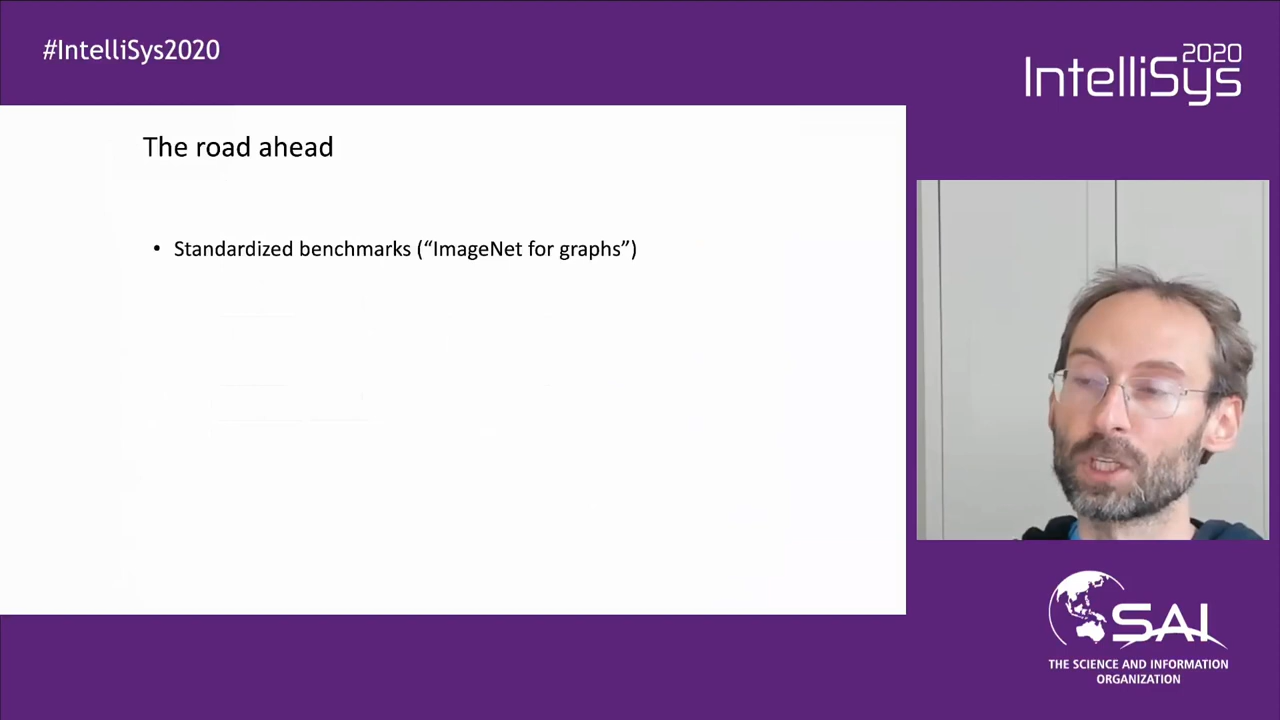 #IntelliSys2020
2020
IntelliSys
The road ahead
• Standardized benchmarks (“ImageNet for graphs”)
SAI
THE SCIENCE AND INFORMATION
ORGANIZATION